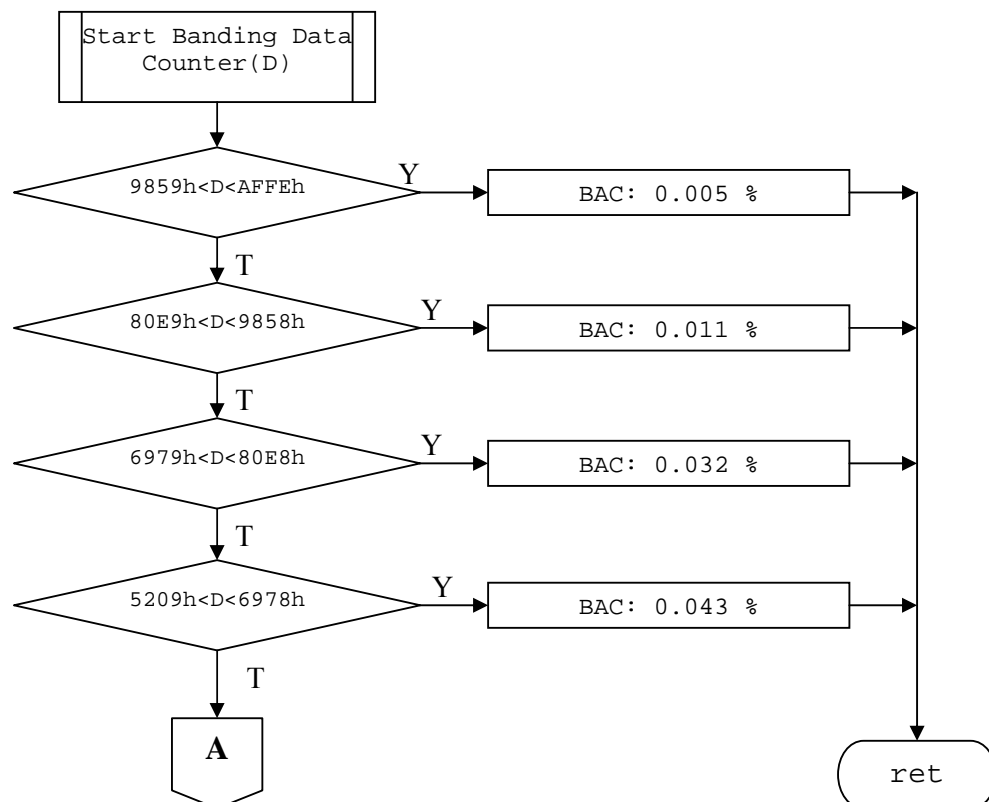 Start Banding Data
Counter(D)
9859h<D<AFFEh
Y
BAC: 0.005 %
T
80E9h<D<9858h
Y
BAC: 0.011 %
T
6979h<D<80E8h
Y
BAC: 0.032 %
T
5209h<D<6978h
Y
BAC: 0.043 %
T
A
ret